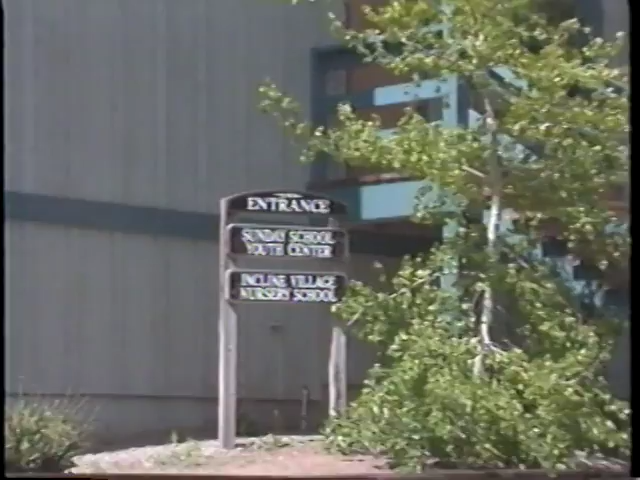 ENTRANCE
SUNDAY SCHOOL
YOUTH CENTER
INCLINE VILLAGE
NURSERY SCHOOL